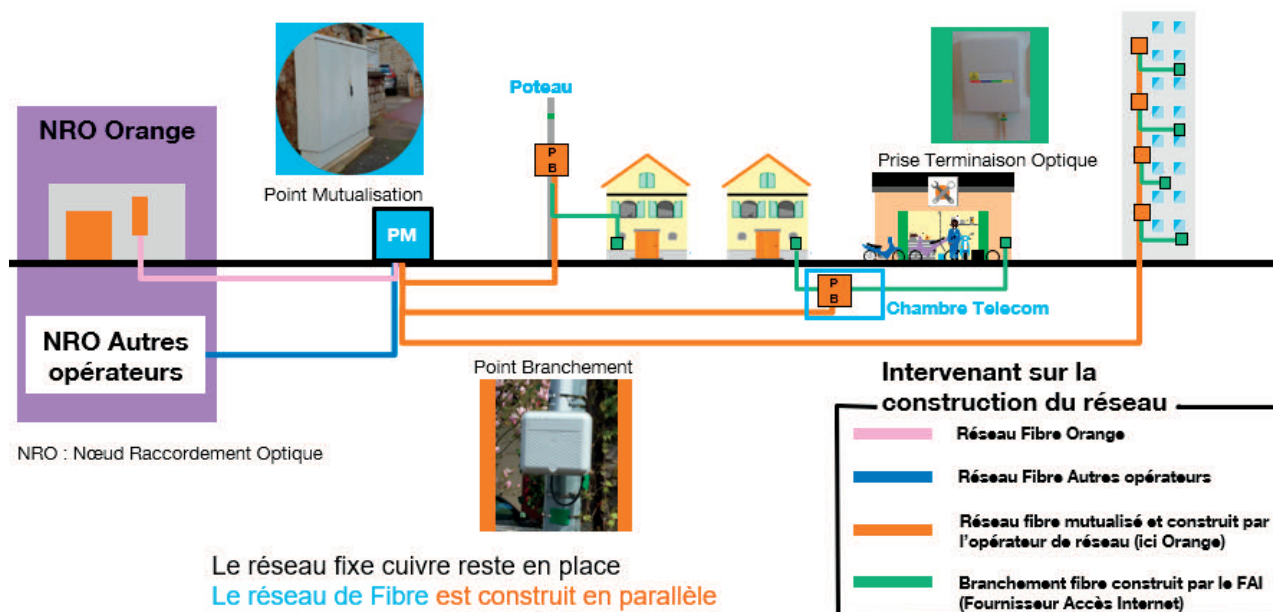 NRO Orange
Point Mutualisation
PM
Poteau
P
B
Prise Terminaison Optique
P
B
Chambre Telecom
NRO Autres
opérateurs
NRO : Nœud Raccordement Optique
Point Branchement
Le réseau fixe cuivre reste en place
Le réseau de Fibre est construit en parallèle
Intervenant sur la
construction du réseau
Réseau Fibre Orange
Réseau Fibre Autres opérateurs
Réseau fibre mutualisé et construit par
l'opérateur de réseau (ici Orange)
Branchement fibre construit par le FAI
(Fournisseur Accès Internet)